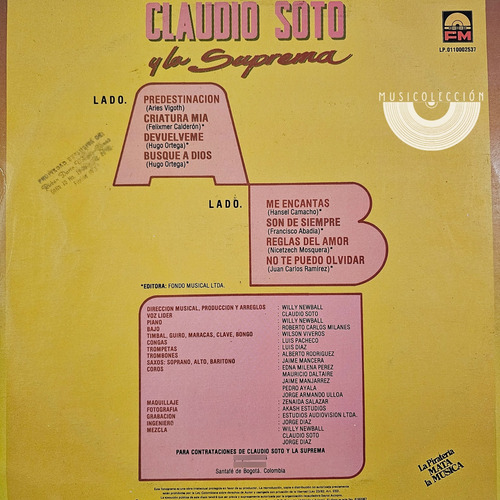 CLAUDIO SOTO
y la Suprema
FM
LP. 0110002537
MUSICOLECCIÓN
LADO.
A
PREDESTINACION
(Aries Vigoth)
CRIATURA MIA
(Felixmer Calderón)*
DEVUELVEME
(Hugo Ortega)*
BUSQUE A DIOS
(Hugo Ortega)*
LADO.
B
ME ENCANTAS
(Hansel Camacho)*
SON DE SIEMPRE
(Francisco Abadia)*
REGLAS DEL AMOR
(Nicetzech Mosquera)*
NO TE PUEDO OLVIDAR
(Juan Carlos Ramirez)*
*EDITORA: FONDO MUSICAL LTDA.
DIRECCION MUSICAL, PRODUCCION Y ARREGLOS : WILLY NEWBALL
VOZ LIDER : CLAUDIO SOTO
PIANO : WILLY NEWBALL
BAJO : ROBERTO CARLOS MILANES
TIMBAL, GUIRO, MARACAS, CLAVE, BONGO : WILSON VIVEROS
CONGAS : LUIS PACHECO
TROMPETAS : LUIS DIAZ
TROMBONES : ALBERTO RODRIGUEZ
SAXOS: SOPRANO, ALTO, BARITONO : JAIME MANCERA
COROS : EDNA MILENA PEREZ
MAURICIO DALTAIRE
JAIME MANJARREZ
PEDRO AYALA
JORGE ARMANDO ULLOA
MAQUILLAJE : ZENAIDA SALAZAR
FOTOGRAFIA : AKASH ESTUDIOS
GRABACION : ESTUDIOS AUDIOVISION LTDA.
INGENIERO : JORGE DIAZ
MEZCLA : WILLY NEWBALL
CLAUDIO SOTO
JORGE DIAZ
PARA CONTRATACIONES DE CLAUDIO SOTO Y LA SUPREMA
Santafé de Bogotá. Colombia
La Piratería
MATA
la MÚSICA